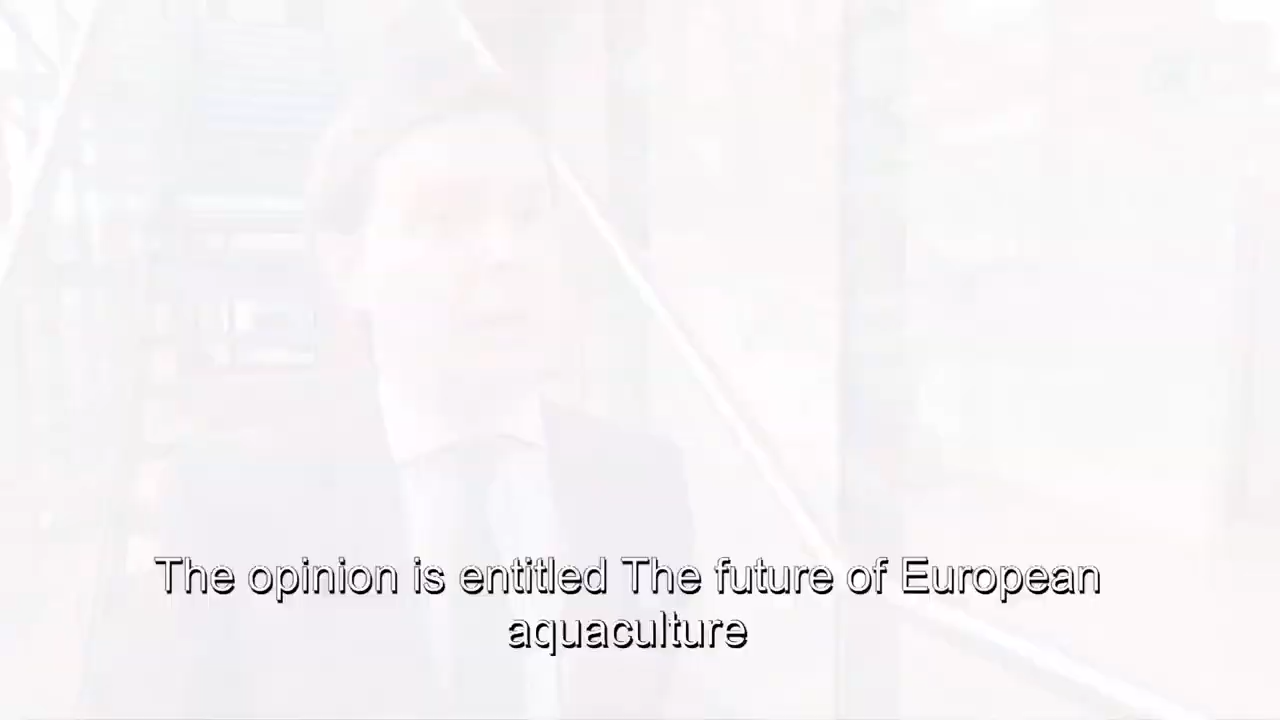 The opinion is entitled The future of European
aquaculture